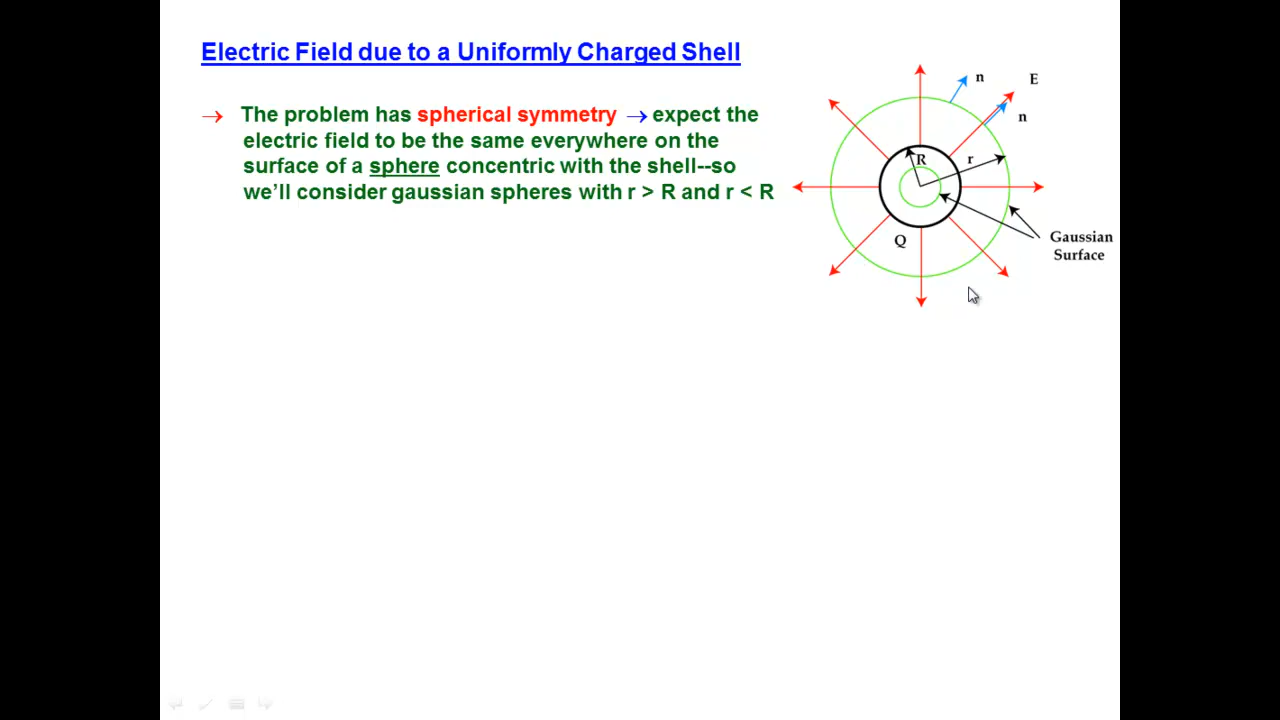 Electric Field due to a Uniformly Charged Shell
→ The problem has spherical symmetry → expect the
electric field to be the same everywhere on the
surface of a sphere concentric with the shell--so
we'll consider gaussian spheres with r > R and r < R
n
E
n
R
r
Q
Gaussian
Surface